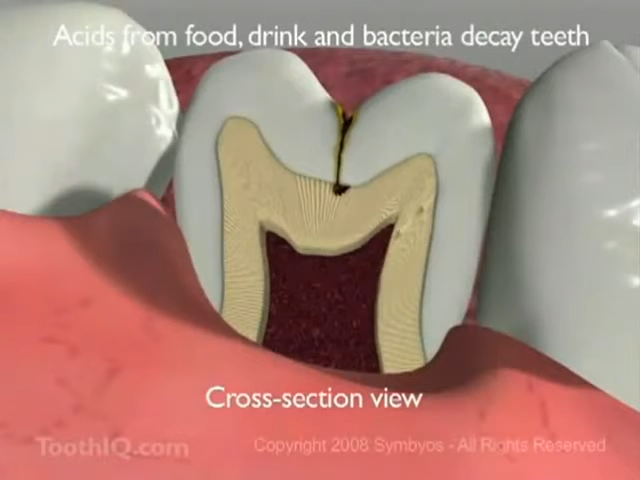 Acids from food, drink and bacteria decay teeth
Cross-section view
ToothIQ.com
Copyright 2008 Symbyos - All Rights Reserved